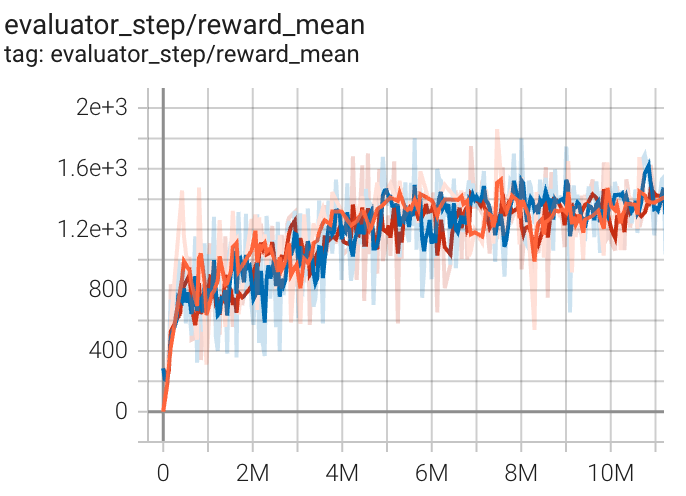 evaluator_step/reward_mean
tag: evaluator_step/reward_mean
2e+3
1.6e+3
1.2e+3
800
400
0
0 2M 4M 6M 8M 10M